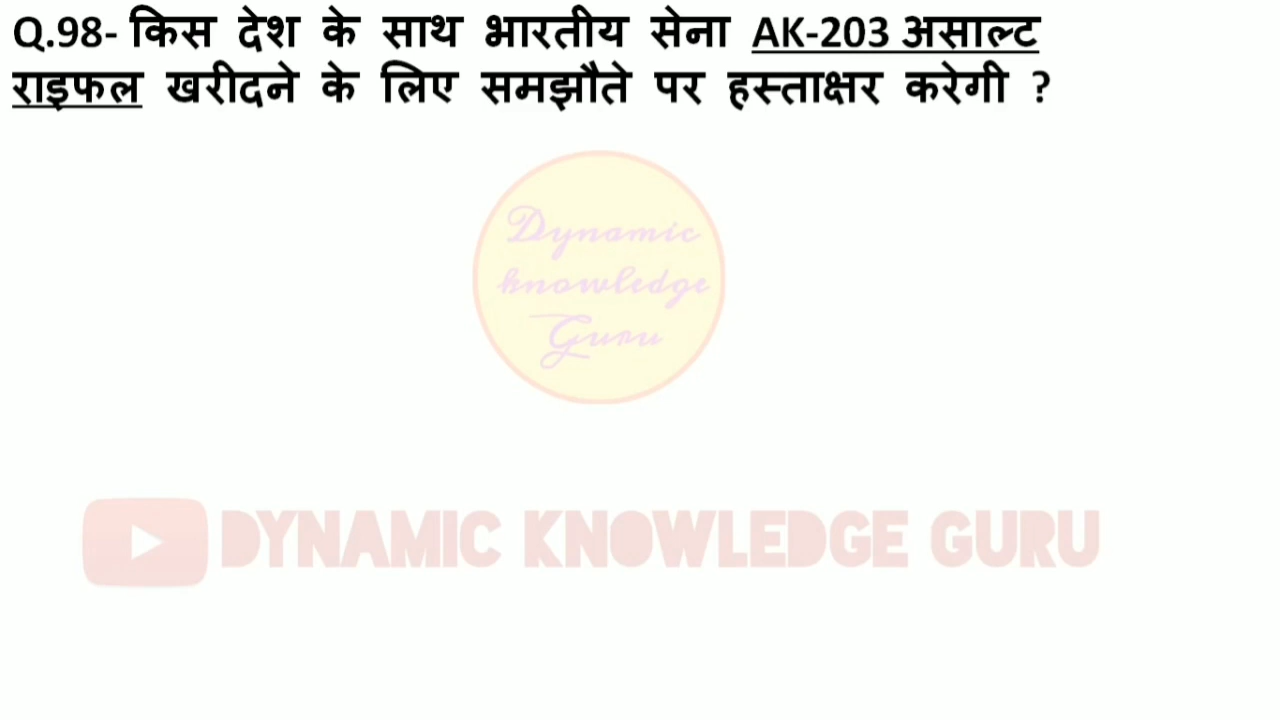 Q.98- किस देश के साथ भारतीय सेना AK-203 असाल्ट
राइफल खरीदने के लिए समझौते पर हस्ताक्षर करेगी ?
Dynamic
knowledge
Guru
DYNAMIC KNOWLEDGE GURU